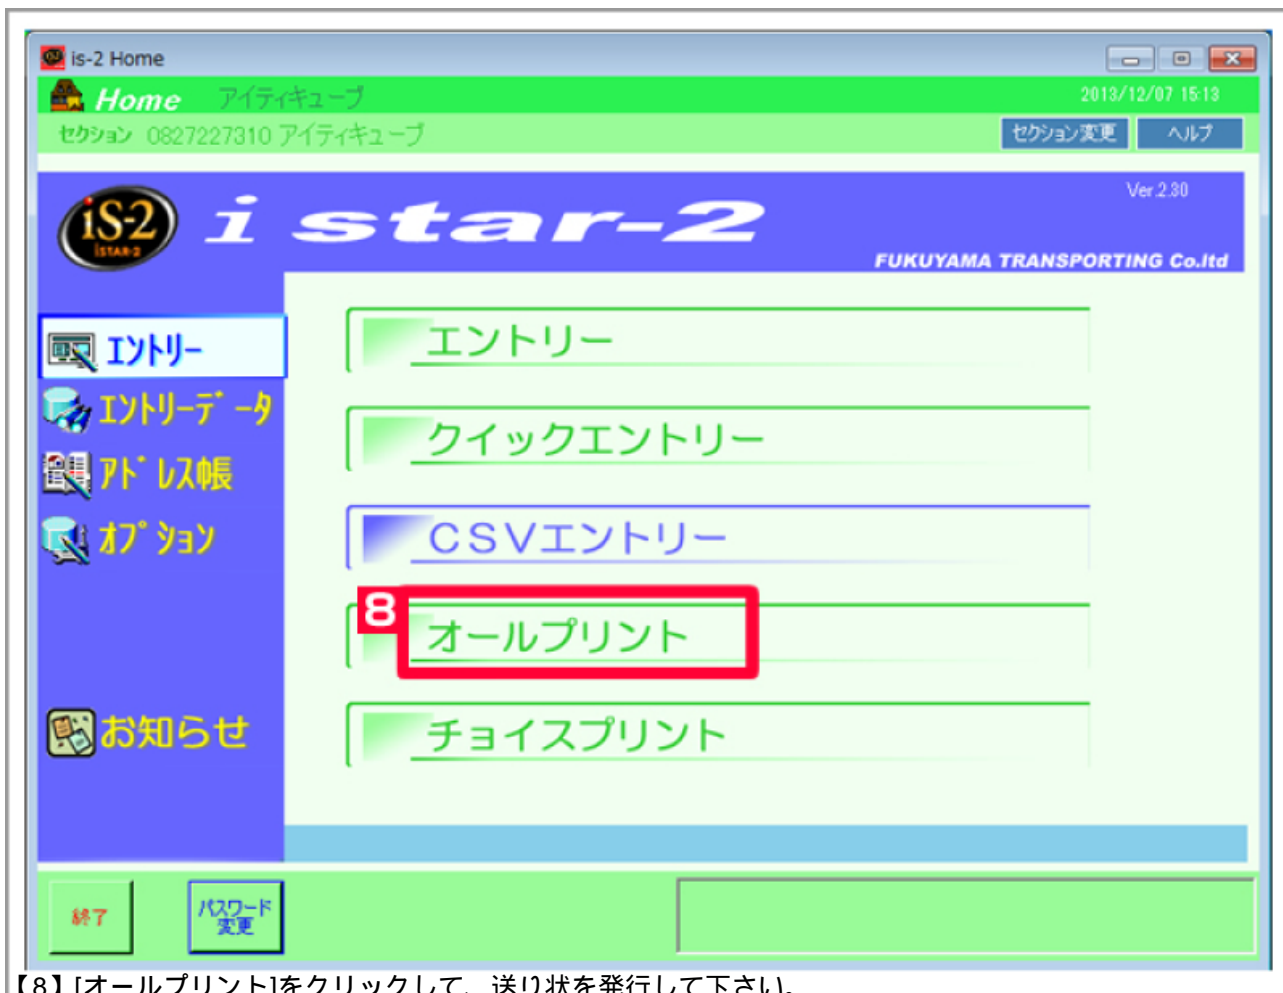 is-2 Home
Home アイティキューブ 2013/12/07 15:13
セクション 0827227310 アイティキューブ セクション変更 ヘルプ
iS-2
iSTAR-2
i star-2
Ver.2.30
FUKUYAMA TRANSPORTING Co.ltd
エントリー
エントリーデータ
アドレス帳
オプション
お知らせ
エントリー
クイックエントリー
CSVエントリー
8
オールプリント
チョイスプリント
終了
パスワード
変更
【8】[オールプリント]をクリックして、送り状を発行して下さい。